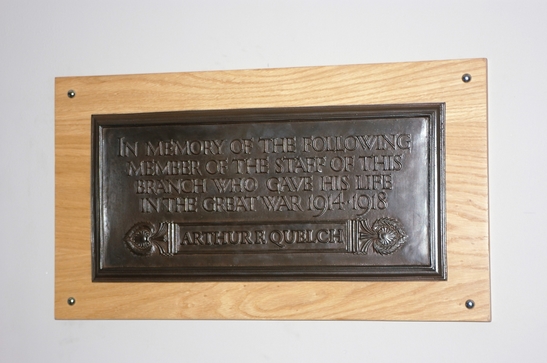 IN MEMORY OF THE FOLLOWING
MEMBER OF THE STAFF OF THIS
BRANCH WHO GAVE HIS LIFE
IN THE GREAT WAR 1914-1918
ARTHUR F. QUELCH